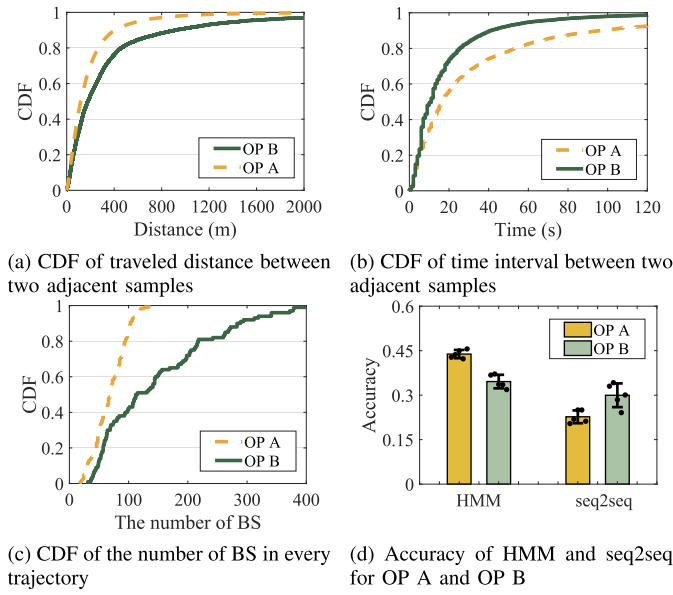 1
0.8
0.6
0.4
0.2
0
CDF
OP B
OP A
0 400 800 1200 1600 2000
Distance (m)
(a) CDF of traveled distance between
two adjacent samples
1
0.8
0.6
0.4
0.2
0
CDF
OP A
OP B
0 20 40 60 80 100 120
Time (s)
(b) CDF of time interval between two
adjacent samples
1
0.8
0.6
0.4
0.2
0
CDF
OP A
OP B
0 100 200 300 400
The number of BS
(c) CDF of the number of BS in every
trajectory
0.6
0.45
0.3
0.15
0
Accuracy
OP A
OP B
HMM seq2seq
(d) Accuracy of HMM and seq2seq
for OP A and OP B